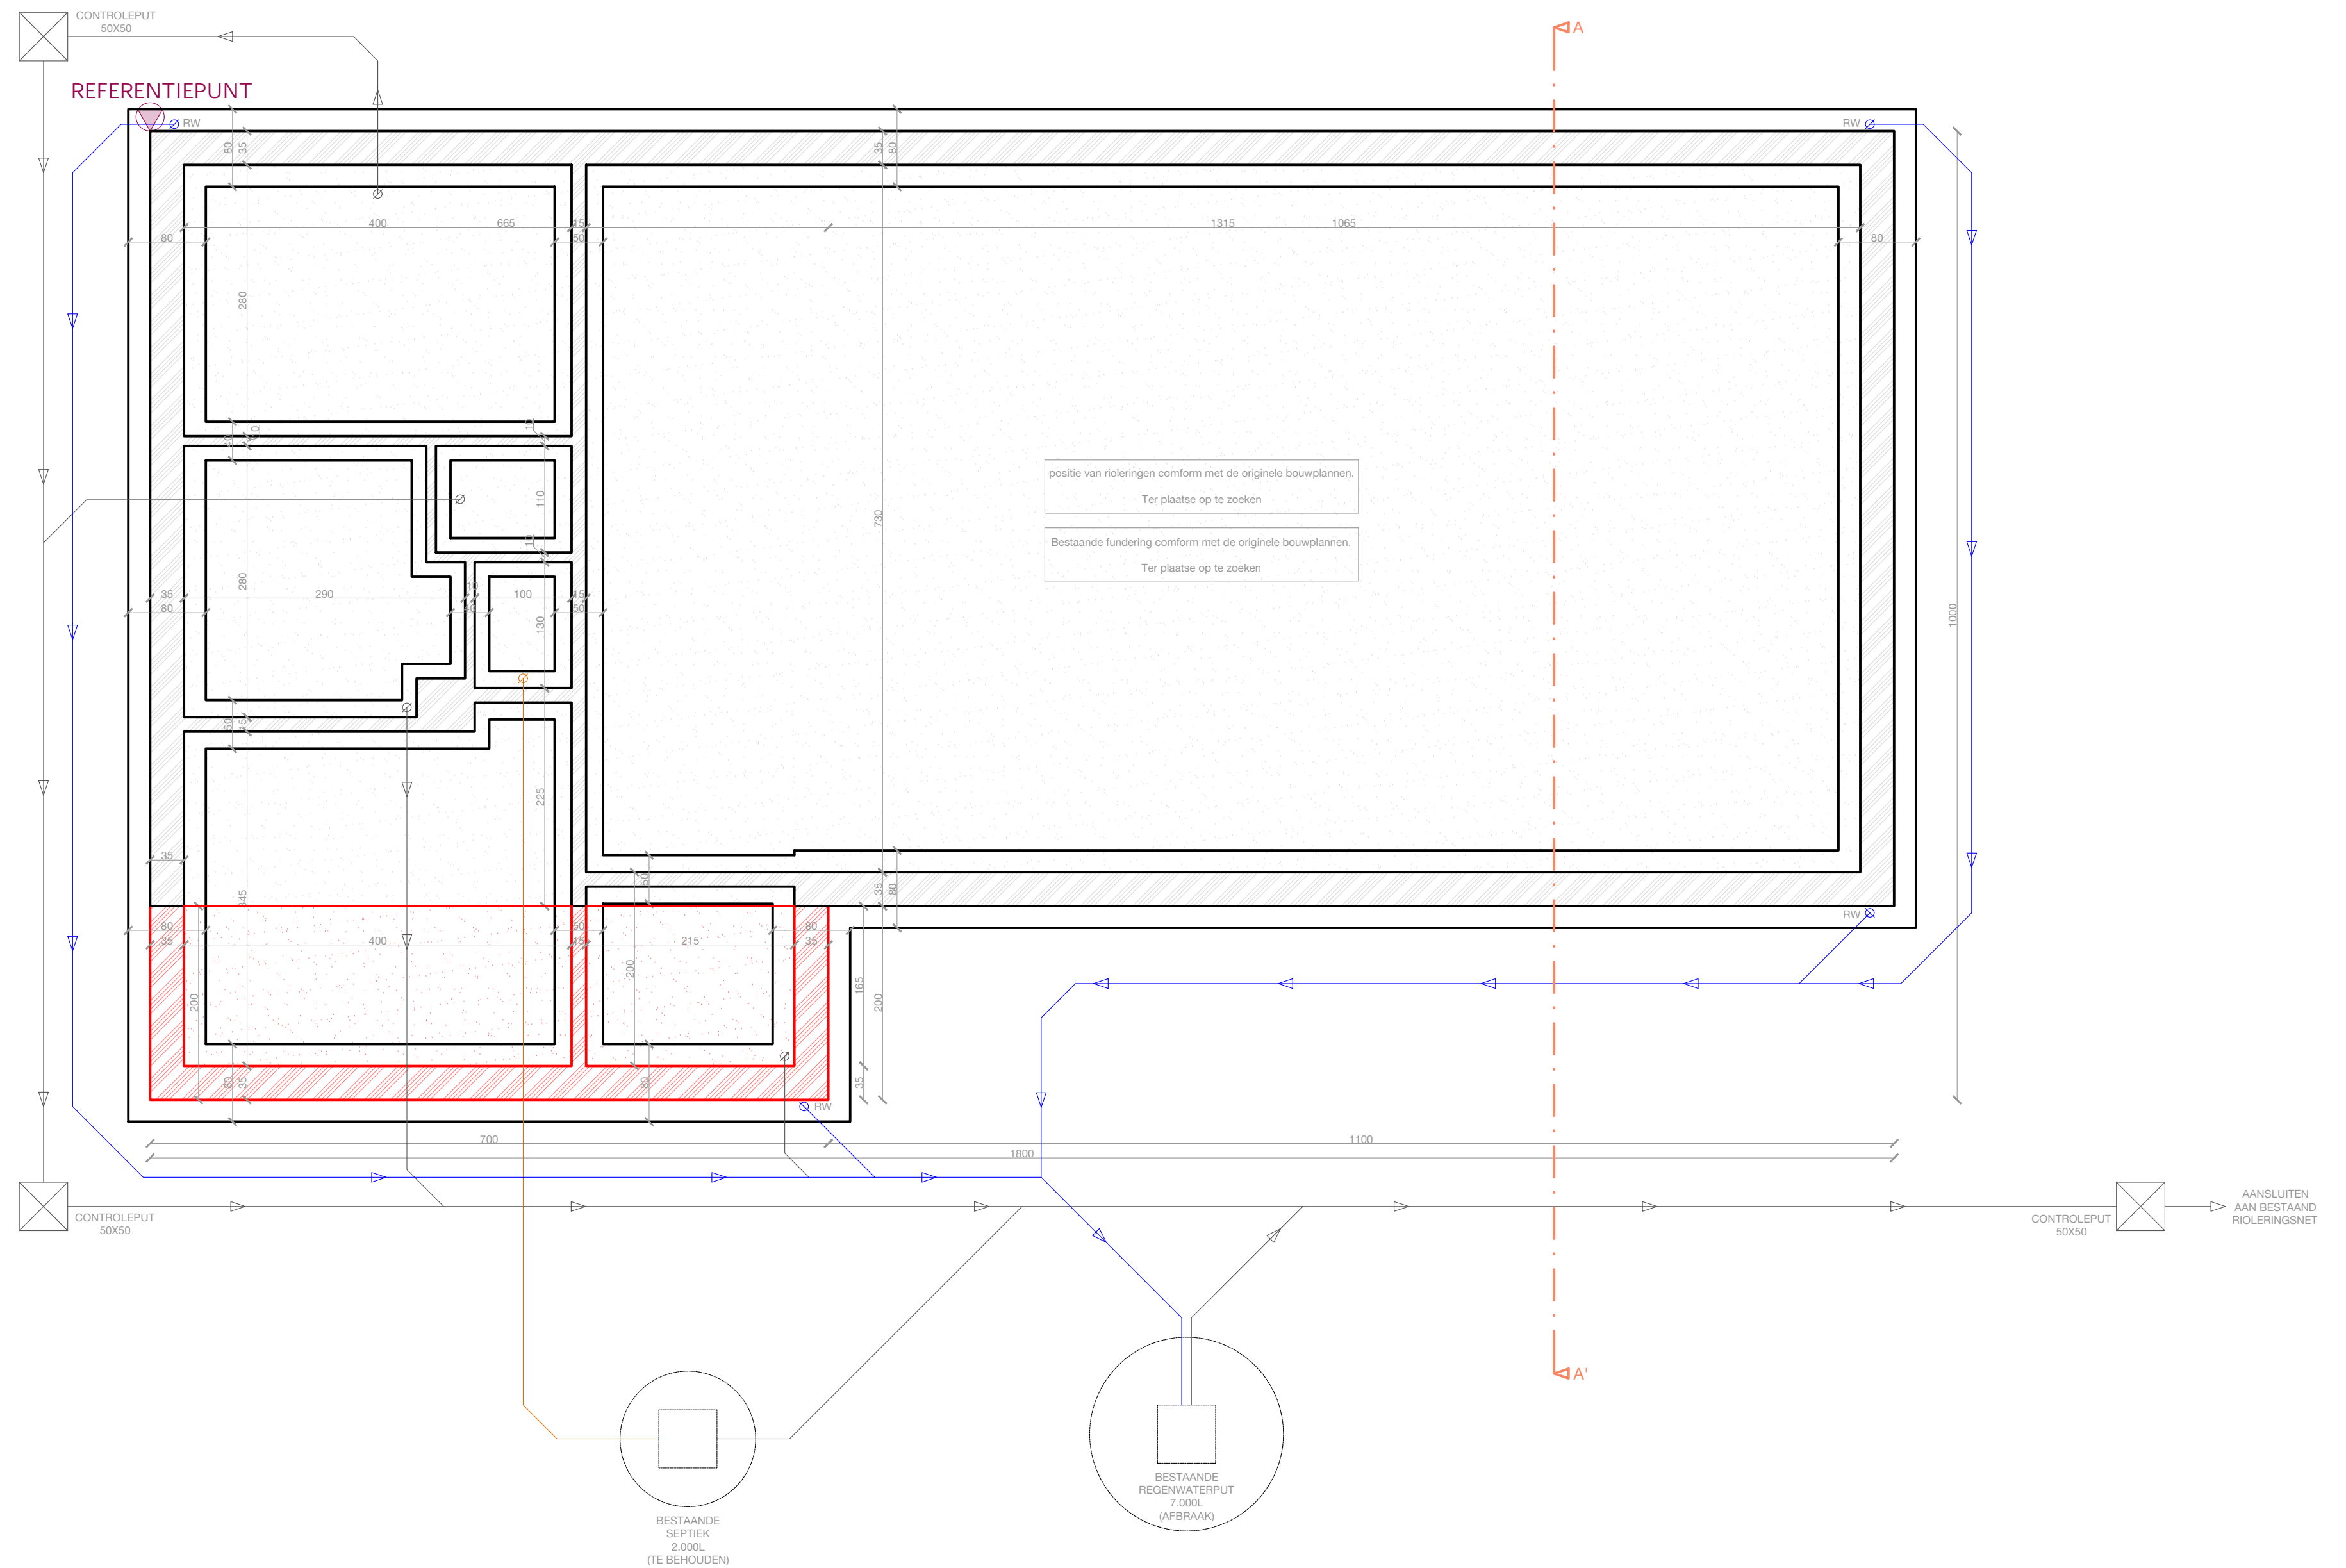 CONTROLEPUT
50X50
A
REFERENTIEPUNT
RW
RW
80
35
35
80
400
665
15
1315
1065
80
50
80
280
10
40
10
110
positie van rioleringen comform met de originele bouwplannen.
Ter plaatse op te zoeken
730
10
Bestaande fundering comform met de originele bouwplannen.
Ter plaatse op te zoeken
280
35
290
10
100
15
80
40
50
130
1000
50
15
225
35
50
345
35
80
RW
80
50
80
35
400
15
215
35
200
200
165
200
80
35
80
35
RW
700
1100
1800
CONTROLEPUT
50X50
CONTROLEPUT
50X50
AANSLUITEN
AAN BESTAAND
RIOLERINGSNET
A'
BESTAANDE
REGENWATERPUT
7.000L
(AFBRAAK)
BESTAANDE
SEPTIEK
2.000L
(TE BEHOUDEN)